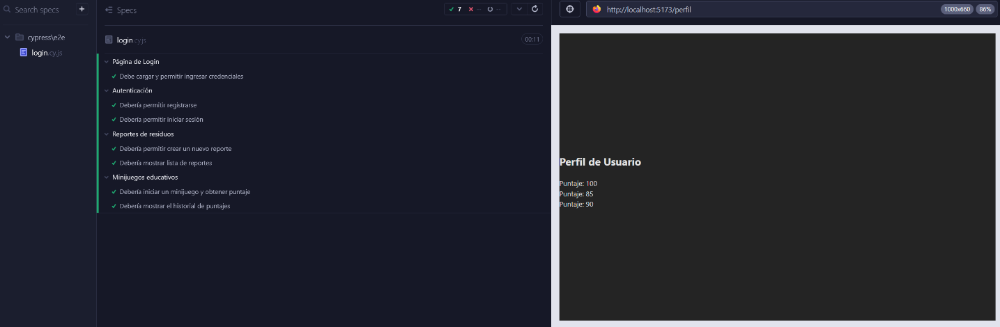 Search specs
+
cypress\e2e
login.cy.js
Specs
7 -- --
login.cy.js
00:11
Página de Login
Debe cargar y permitir ingresar credenciales
Autenticación
Debería permitir registrarse
Debería permitir iniciar sesión
Reportes de residuos
Debería permitir crear un nuevo reporte
Debería mostrar lista de reportes
Minijuegos educativos
Debería iniciar un minijuego y obtener puntaje
Debería mostrar el historial de puntajes
http://localhost:5173/perfil
1000x660
86%
Perfil de Usuario
Puntaje: 100
Puntaje: 85
Puntaje: 90